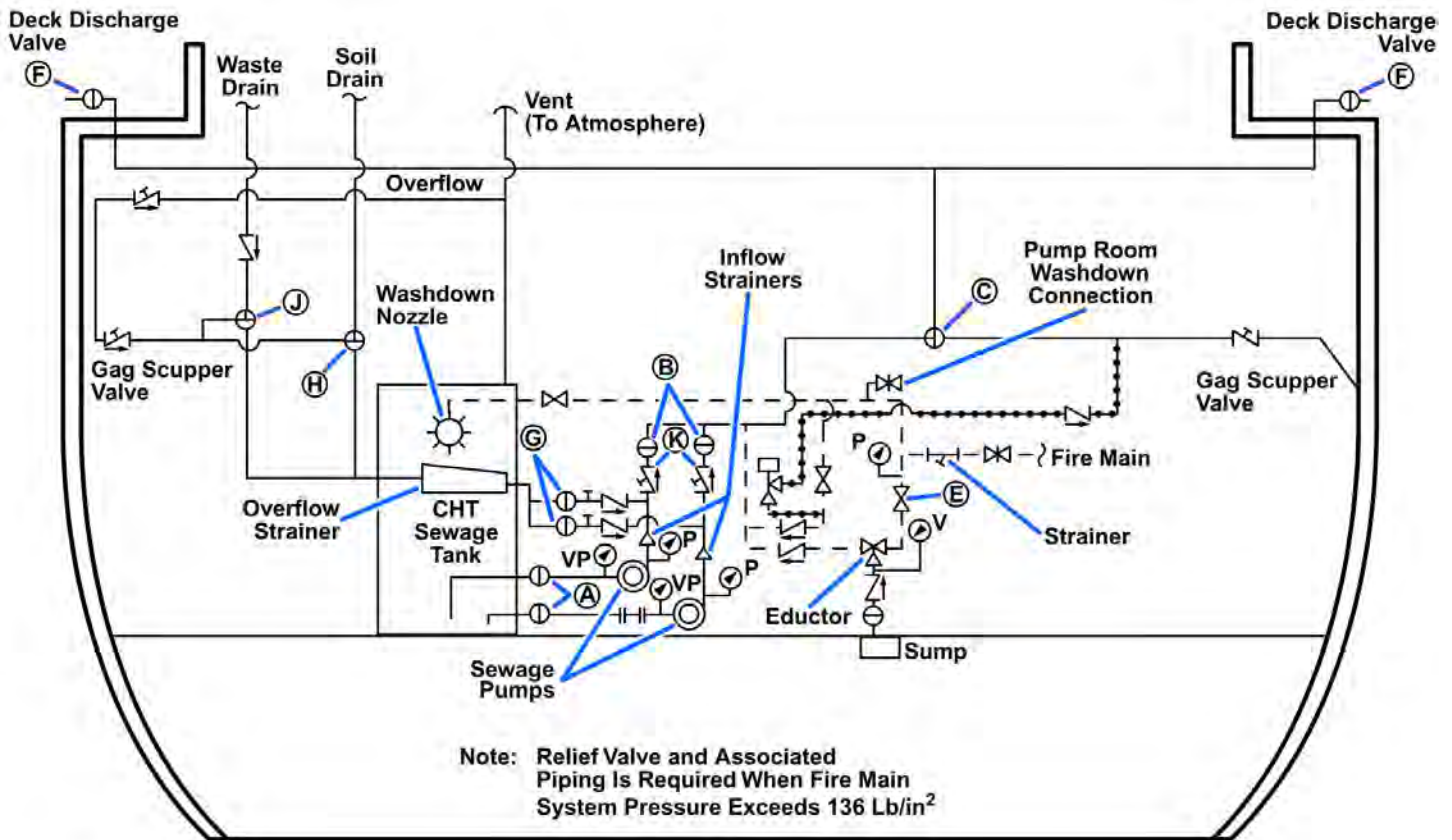 Deck Discharge
Valve
F
Waste
Drain
Soil
Drain
Vent
(To Atmosphere)
Deck Discharge
Valve
F
Overflow
J
Washdown
Nozzle
Inflow
Strainers
Pump Room
Washdown
Connection
C
Gag Scupper
Valve
H
B
Gag Scupper
Valve
G
K
P
Fire Main
Overflow
Strainer
CHT
Sewage
Tank
E
Strainer
P
V
VP
A
VP
P
Eductor
Sump
Sewage
Pumps
Note: Relief Valve and Associated
Piping Is Required When Fire Main
System Pressure Exceeds 136 Lb/in²